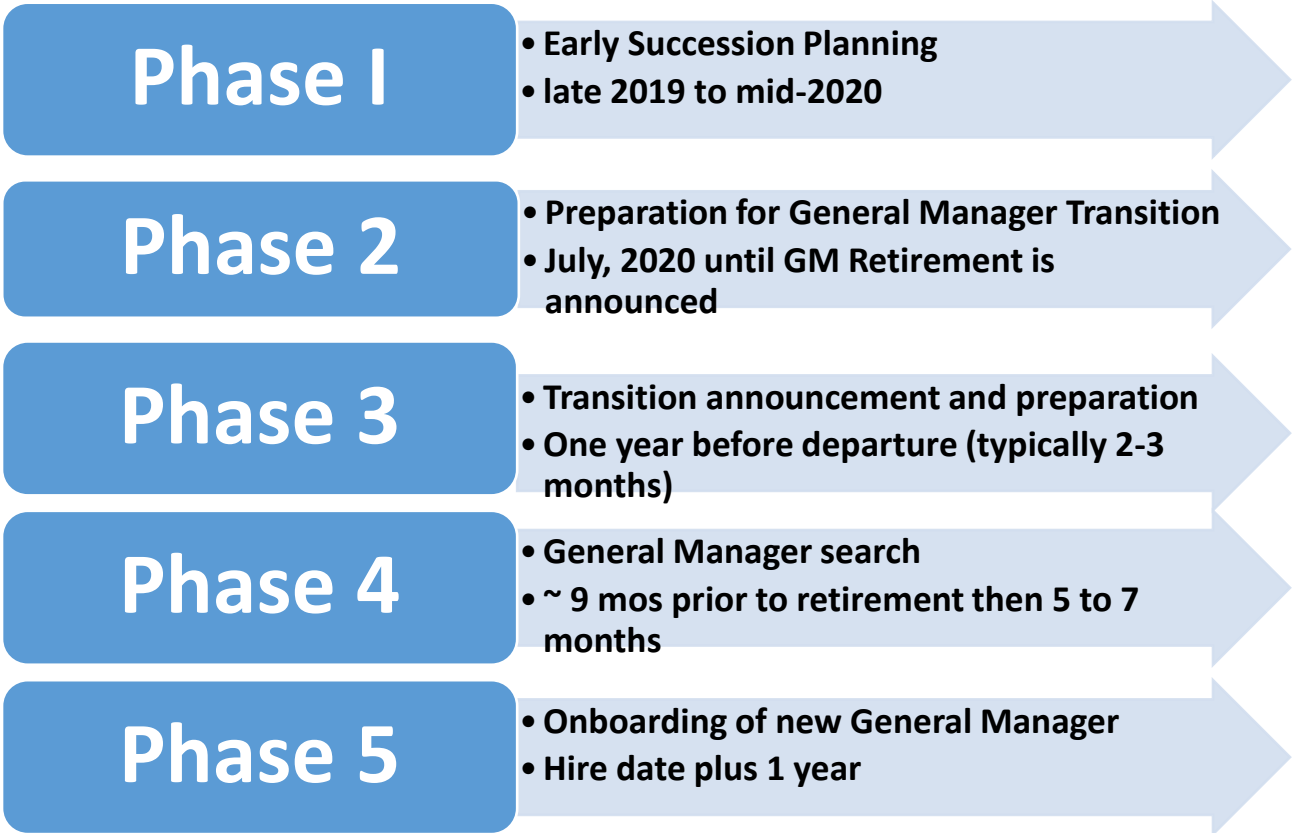 Phase I
• Early Succession Planning
• late 2019 to mid-2020
Phase 2
• Preparation for General Manager Transition
• July, 2020 until GM Retirement is
announced
Phase 3
• Transition announcement and preparation
• One year before departure (typically 2-3
months)
Phase 4
• General Manager search
• ~ 9 mos prior to retirement then 5 to 7
months
Phase 5
• Onboarding of new General Manager
• Hire date plus 1 year